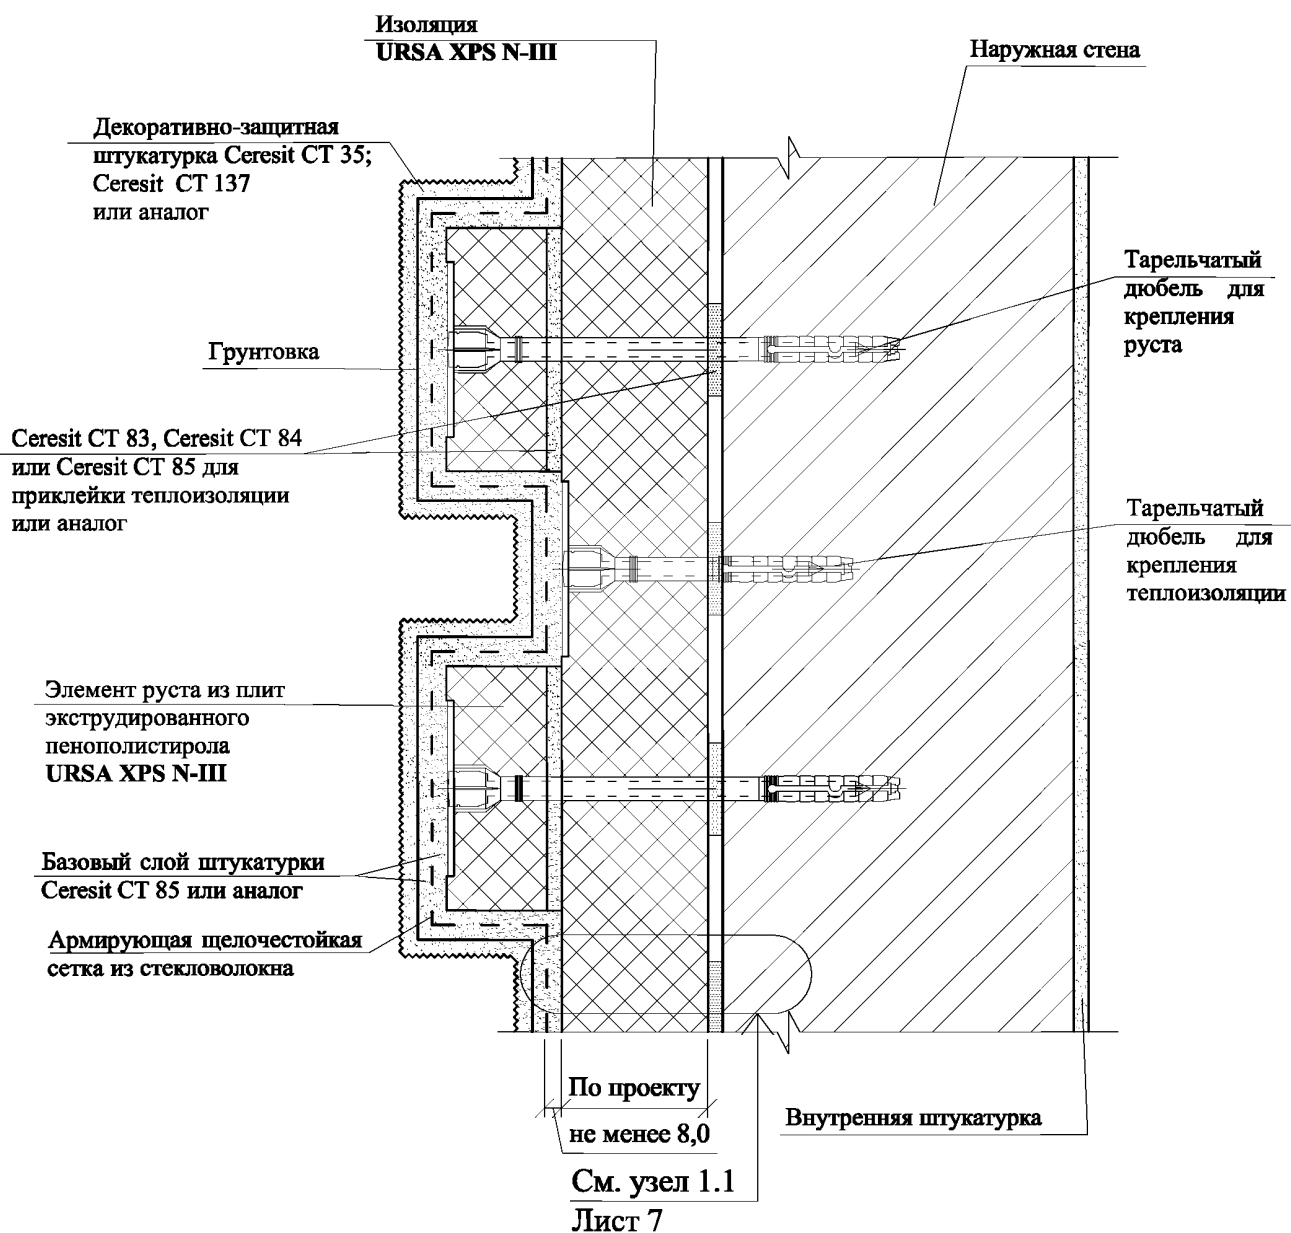 Изоляция
URSA XPS N-III
Наружная стена
Декоративно-защитная
штукатурка Ceresit CT 35;
Ceresit CT 137
или аналог
Тарельчатый
дюбель для
крепления
руста
Грунтовка
Ceresit CT 83, Ceresit CT 84
или Ceresit CT 85 для
приклейки теплоизоляции
или аналог
Тарельчатый
дюбель для
крепления
теплоизоляции
Элемент руста из плит
экструдированного
пенополистирола
URSA XPS N-III
Базовый слой штукатурки
Ceresit CT 85 или аналог
Армирующая щелочестойкая
сетка из стекловолокна
По проекту
не менее 8,0
Внутренняя штукатурка
См. узел 1.1
Лист 7